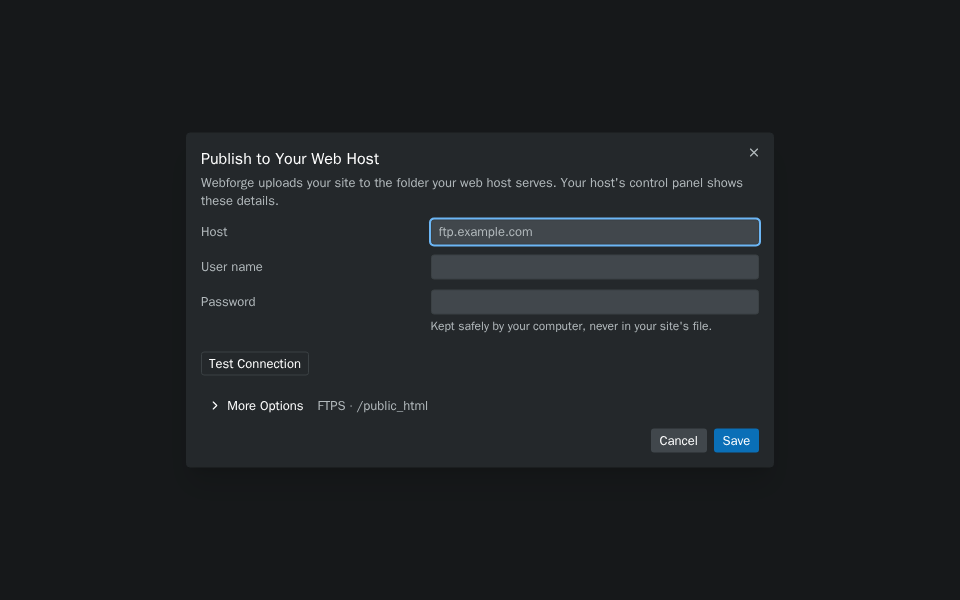 Publish to Your Web Host
Webforge uploads your site to the folder your web host serves. Your host's control panel shows
these details.
Host
ftp.example.com
User name
Password
Kept safely by your computer, never in your site's file.
Test Connection
More Options FTPS · /public_html
Cancel Save